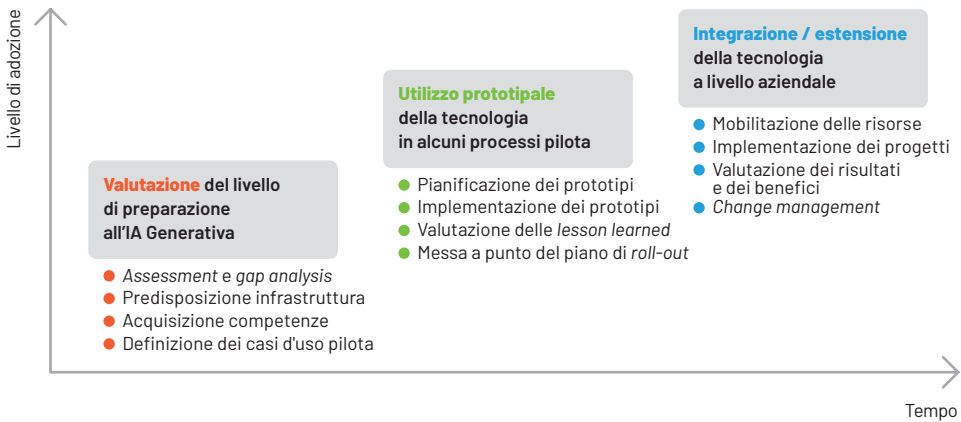 Livello di adozione
Valutazione del livello
di preparazione
all'IA Generativa
Assessment e gap analysis
Predisposizione infrastruttura
Acquisizione competenze
Definizione dei casi d'uso pilota
Utilizzo prototipale
della tecnologia
in alcuni processi pilota
Pianificazione dei prototipi
Implementazione dei prototipi
Valutazione delle lesson learned
Messa a punto del piano di roll-out
Integrazione / estensione
della tecnologia
a livello aziendale
Mobilitazione delle risorse
Implementazione dei progetti
Valutazione dei risultati
e dei benefici
Change management
Tempo